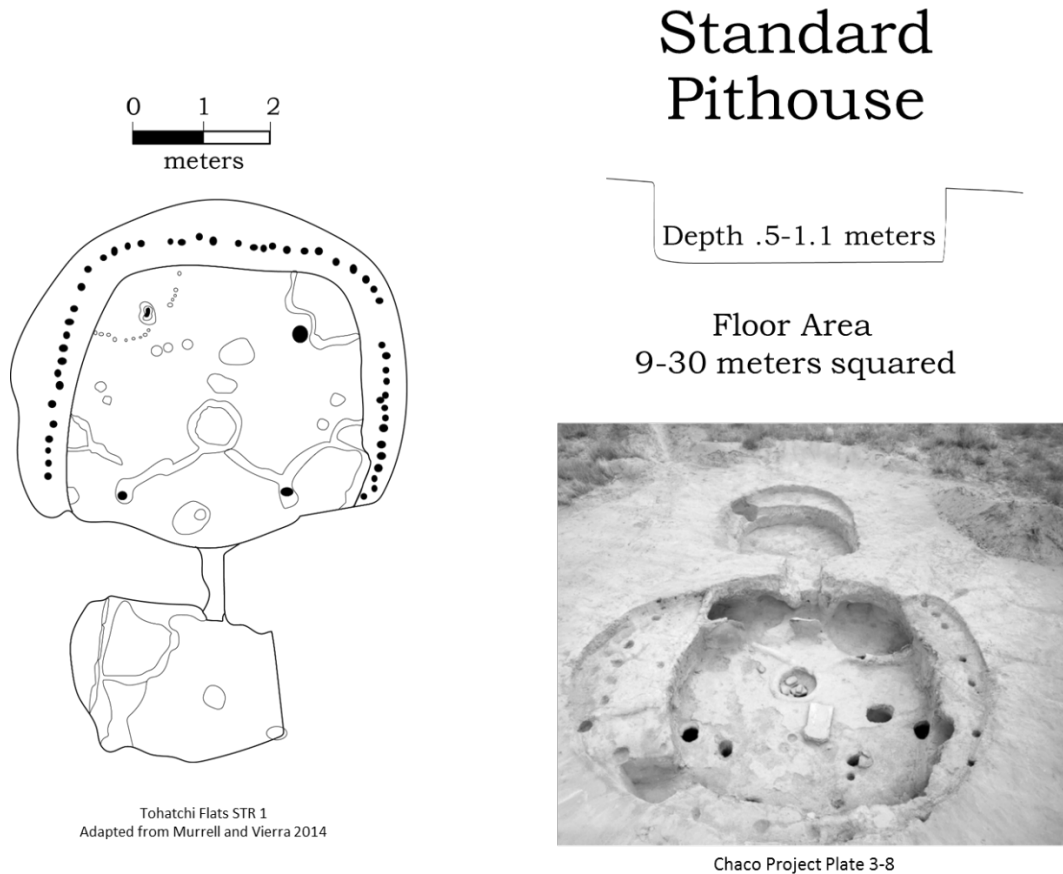 Standard
Pithouse
0 1 2
meters
Depth .5-1.1 meters
Floor Area
9-30 meters squared
Tohatchi Flats STR 1
Adapted from Murrell and Vierra 2014
Chaco Project Plate 3-8